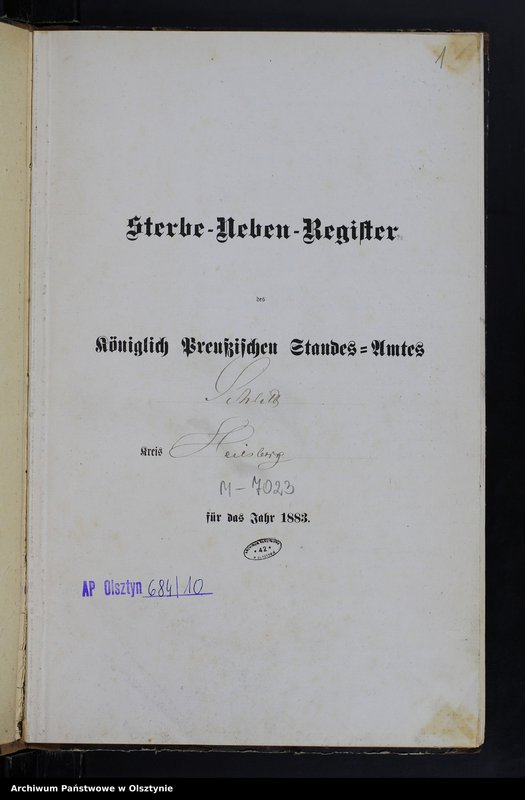 1
Sterbe-Neben-Register
des
Königlich Preußischen Standes-Amtes
Kreis Heilsberg
M-7023
für das Jahr 1883.
42
AP Olsztyn 684/10
Archiwum Państwowe w Olsztynie